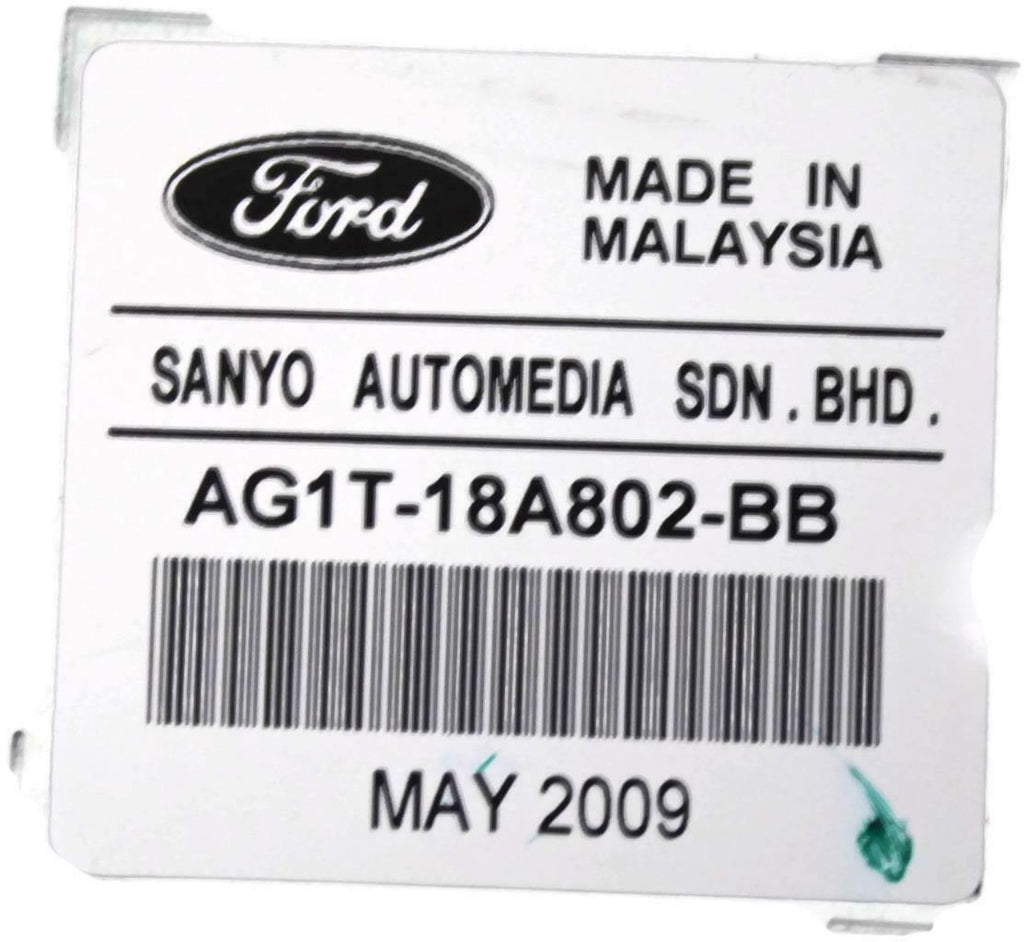 Ford
MADE IN
MALAYSIA
SANYO AUTOMEDIA SDN. BHD.
AG1T-18A802-BB
MAY 2009